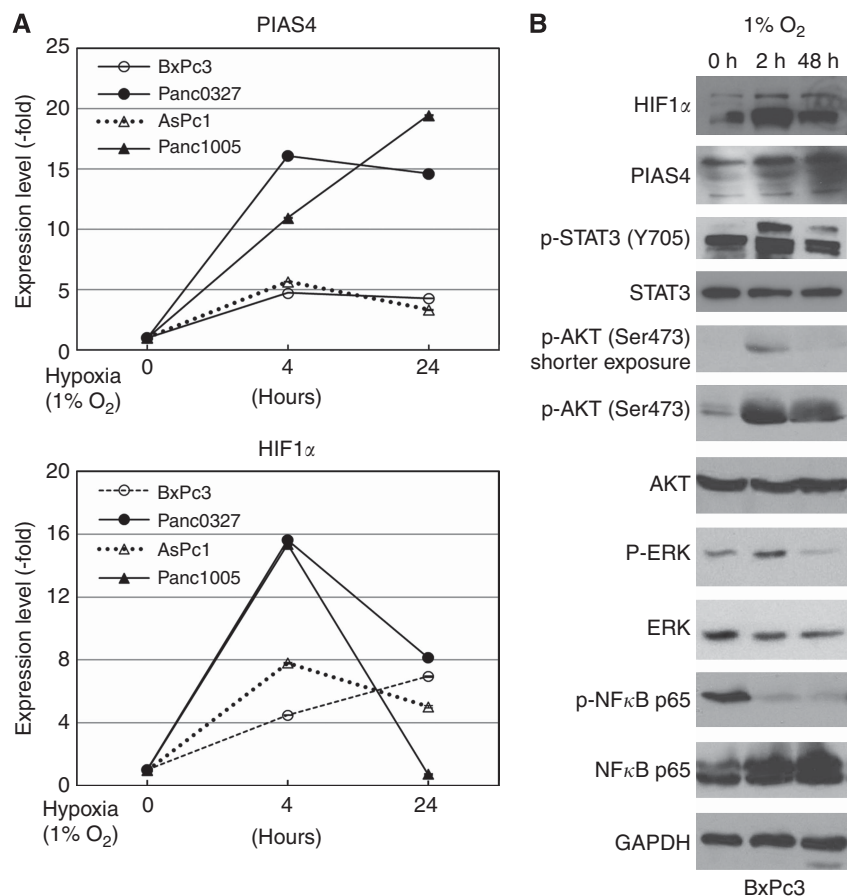 A
PIAS4
Expression level (-fold)
25
20
15
10
5
0
BxPc3
Panc0327
AsPc1
Panc1005
0
4
24
Hypoxia
(1% O₂)
(Hours)
HIF1α
Expression level (-fold)
20
16
12
8
4
0
BxPc3
Panc0327
AsPc1
Panc1005
0
4
24
Hypoxia
(1% O₂)
(Hours)
B
1% O₂
0 h 2 h 48 h
HIF1α
PIAS4
p-STAT3 (Y705)
STAT3
p-AKT (Ser473)
shorter exposure
p-AKT (Ser473)
AKT
P-ERK
ERK
p-NFκB p65
NFκB p65
GAPDH
BxPc3